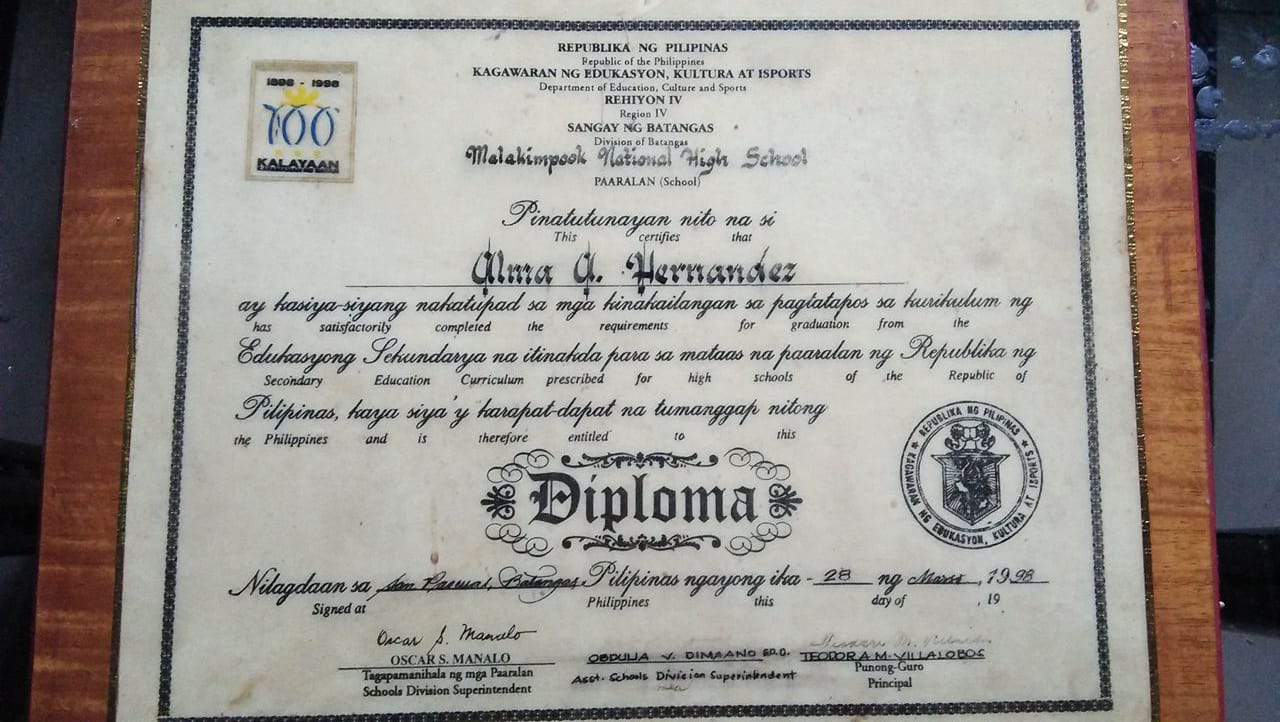 1898 - 1998
100
KALAYAAN
REPUBLIKA NG PILIPINAS
Republic of the Philippines
KAGAWARAN NG EDUKASYON, KULTURA AT ISPORTS
Department of Education, Culture and Sports
REHIYON IV
Region IV
SANGAY NG BATANGAS
Division of Batangas
Malakimpook National High School
PAARALAN (School)
Pinatutunayan nito na si
This certifies that
Alma A. Hernandez
ay kasiya-siyang nakatupad sa mga kinakailangan sa pagtatapos sa kurikulum ng
has satisfactorily completed the requirements for graduation from the
Edukasyong Sekundarya na itinakda para sa mataas na paaralan ng Republika ng
Secondary Education Curriculum prescribed for high schools of the Republic of
Pilipinas, kaya siya'y karapat-dapat na tumanggap nitong
the Philippines and is therefore entitled to this
Diploma
REPUBLIKA NG PILIPINAS
KAGAWARAN NG EDUKASYON, KULTURA AT ISPORTS
Nilagdaan sa San Pascual, Batangas, Pilipinas ngayong ika - 28 ng Marso, 1998
Signed at Philippines this day of , 19
Oscar S. Manalo
OSCAR S. MANALO
Tagapamanihala ng mga Paaralan
Schools Division Superintendent
OBDULIA V. DIMAANO ED.D.
Asst. Schools Division Superintendent
TEODORA M. VILLALOBOS
Punong-Guro
Principal